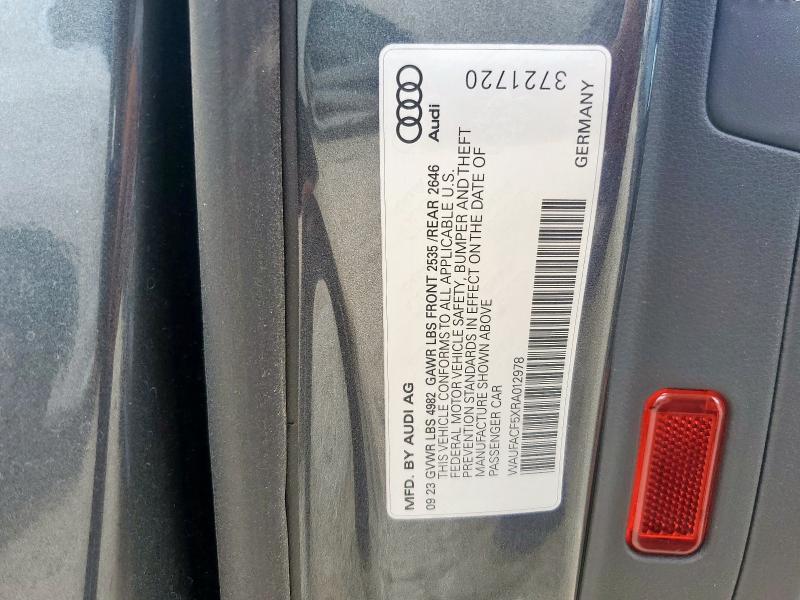 Audi
3721720
MFD. BY AUDI AG
09 23 GVWR LBS 4982 GAWR LBS FRONT 2535 /REAR 2646
THIS VEHICLE CONFORMS TO ALL APPLICABLE U.S.
FEDERAL MOTOR VEHICLE SAFETY, BUMPER AND THEFT
PREVENTION STANDARDS IN EFFECT ON THE DATE OF
MANUFACTURE SHOWN ABOVE
PASSENGER CAR
WAUFACF5XRA012978
GERMANY